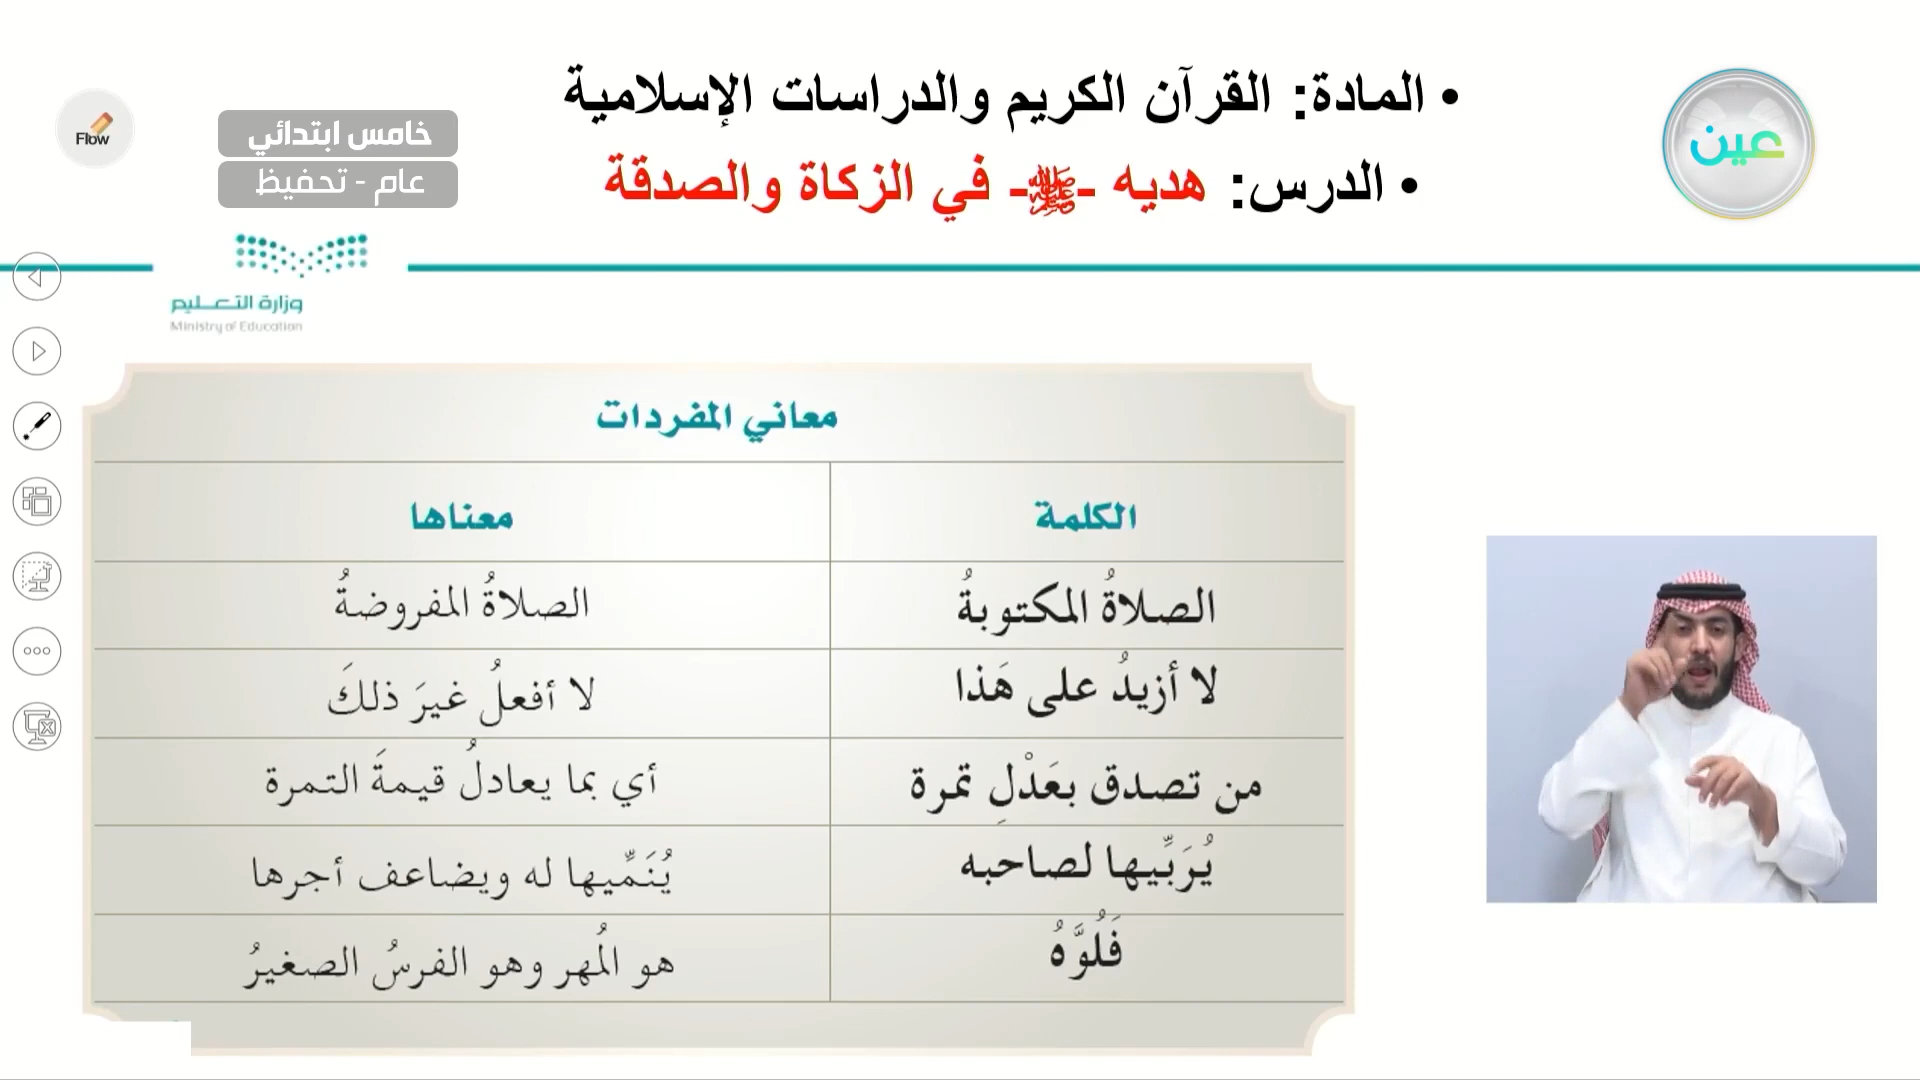 • المادة: القرآن الكريم والدراسات الإسلامية
• الدرس: هديه -ﷺ- في الزكاة والصدقة
عين
خامس ابتدائي
عام - تحفيظ
Flow
وزارة التعليم
Ministry of Education
معاني المفردات
الكلمة معناها
الصلاةُ المكتوبةُ الصلاةُ المفروضةُ
لا أزيدُ على هَذا لا أفعلُ غيرَ ذلكَ
من تصدق بعَدْلِ تمرة أي بما يعادلُ قيمةَ التمرة
يُرَبِّيها لصاحبه يُنَمِّيها له ويضاعف أجرها
فَلُوَّهُ هو المُهر وهو الفرسُ الصغيرُ